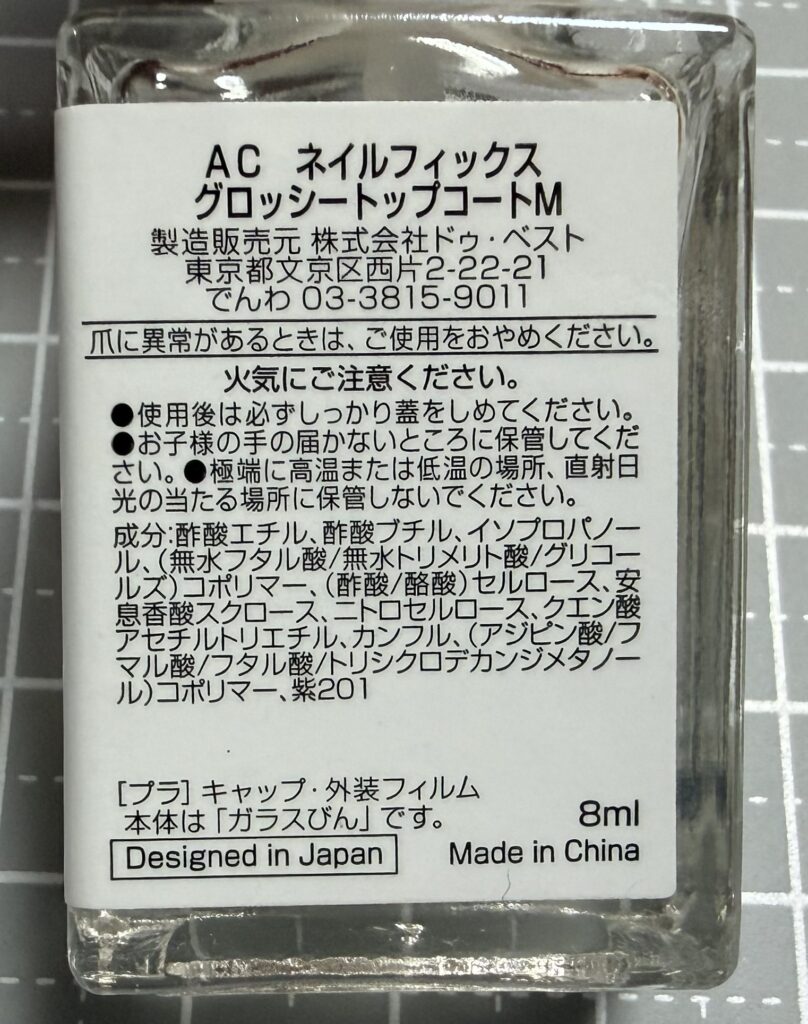 AC ネイルフィックス
グロッシートップコートM
製造販売元 株式会社ドゥ・ベスト
東京都文京区西片2-22-21
でんわ 03-3815-9011
爪に異常があるときは、ご使用をおやめください。
火気にご注意ください。
●使用後は必ずしっかり蓋をしめてください。
●お子様の手の届かないところに保管してくだ
さい。●極端に高温または低温の場所、直射日
光の当たる場所に保管しないでください。
成分:酢酸エチル、酢酸ブチル、イソプロパノー
ル、(無水フタル酸/無水トリメリト酸/グリコー
ルズ)コポリマー、(酢酸/酪酸)セルロース、安
息香酸スクロース、ニトロセルロース、クエン酸
アセチルトリエチル、カンフル、(アジピン酸/フ
マル酸/フタル酸/トリシクロデカンジメタノー
ル)コポリマー、紫201
[プラ] キャップ・外装フィルム
本体は「ガラスびん」です。
8ml
Designed in Japan
Made in China